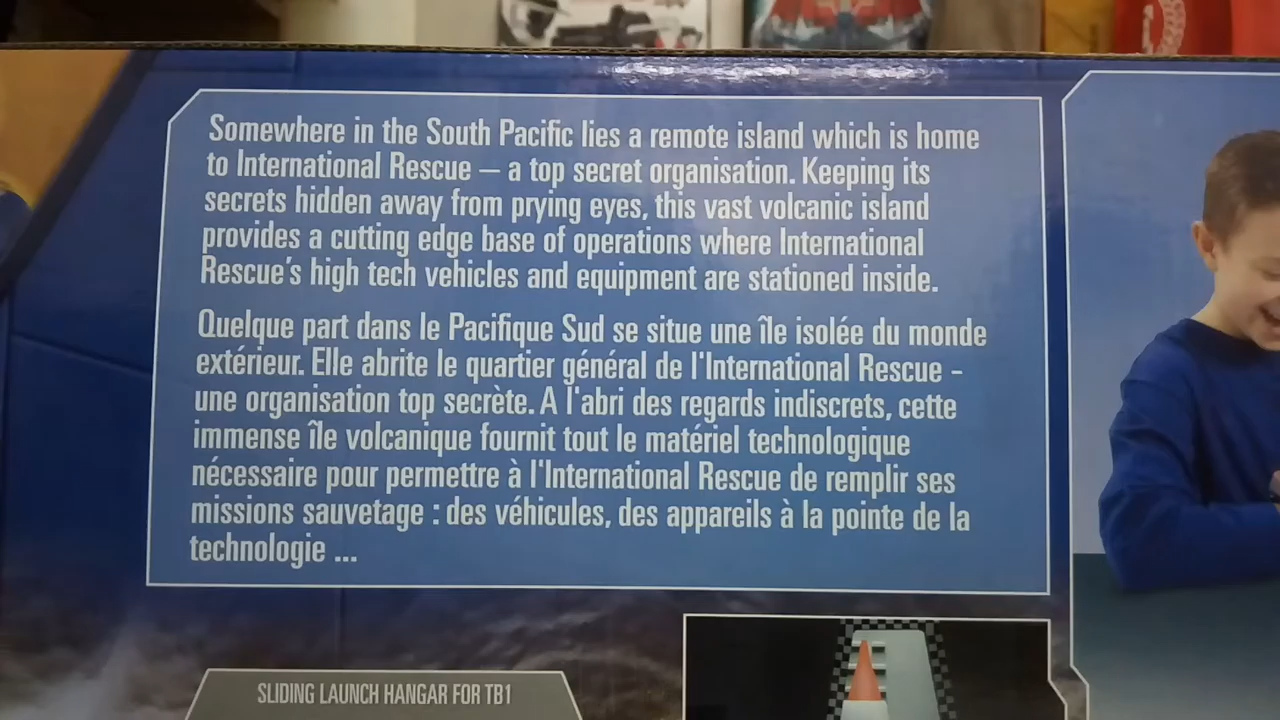 Somewhere in the South Pacific lies a remote island which is home
to International Rescue – a top secret organisation. Keeping its
secrets hidden away from prying eyes, this vast volcanic island
provides a cutting edge base of operations where International
Rescue's high tech vehicles and equipment are stationed inside.
Quelque part dans le Pacifique Sud se situe une île isolée du monde
extérieur. Elle abrite le quartier général de l'International Rescue -
une organisation top secrète. A l'abri des regards indiscrets, cette
immense île volcanique fournit tout le matériel technologique
nécessaire pour permettre à l'International Rescue de remplir ses
missions sauvetage : des véhicules, des appareils à la pointe de la
technologie ...
SLIDING LAUNCH HANGAR FOR TB1